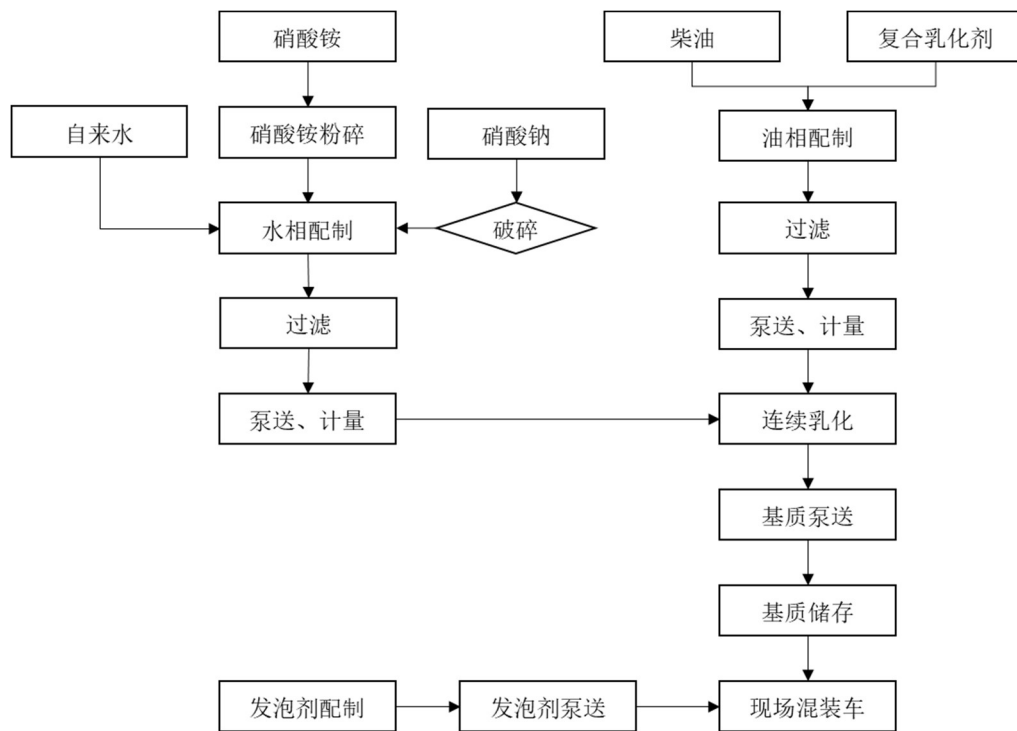 硝酸铵
柴油
复合乳化剂
自来水
硝酸铵粉碎
硝酸钠
油相配制
水相配制
破碎
过滤
过滤
泵送、计量
泵送、计量
连续乳化
基质泵送
基质储存
发泡剂配制
发泡剂泵送
现场混装车